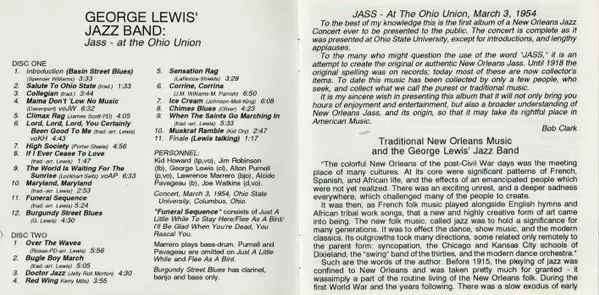 GEORGE LEWIS'
JAZZ BAND:
Jass - at the Ohio Union
DISC ONE
1. Introduction (Basin Street Blues)
(Spencer Williams) 3:33
2. Salute To Ohio State (trad.) 1:33
3. Collegian (trad.) 3:44
4. Mama Don't 'Low No Music
(Davenport) voJW 6:32
5. Climax Rag (James Scott-PD) 4:05
6. Lord, Lord, Lord, You Certainly
Been Good to Me (trad-arr. Lewis)
voKH 4:43
7. High Society (Porter-Steele) 4:56
8. If I Ever Cease To Love
(trad.-arr. Lewis) 1:47
9. The World Is Waiting For The
Sunrise (Lockhart-Seitz) voAP 6:33
10. Maryland, Maryland
(trad.-arr. Lewis) 2:53
11. Funeral Sequence
(trad.-arr. Lewis) 5:24
12. Burgundy Street Blues
(G. Lewis) 4:30
DISC TWO
1 Over The Waves
(Rosas-PD-arr. Lewis) 5:56
2. Bugle Boy March
(trad.-arr. Lewis) 5:05
3. Doctor Jazz (Jelly Roll Morton) 4:30
4. Red Wing (Kerry Mills) 3:55
5. Sensation Rag
(LaRocca-Shields) 3:29
6. Corrine, Corrina
(J.M. Williams-M. Parrish) 6:50
7. Ice Cream (Johnson-Moll-King) 6:08
8. Chimes Blues (Oliver) 4:23
9. When The Saints Go Marching In
(trad.-arr. Lewis) 5:33
10. Muskrat Ramble (Kid Ory) 2:47
11. Finale (Lewis talking) 1:17
PERSONNEL:
Kid Howard (tp,vo), Jim Robinson
(tb), George Lewis (cl), Alton Purnell
(p,vo), Lawrence Marrero (bjo), Alcide
Pavageau (b), Joe Watkins (d,vo).
Concert, March 3, 1954, Ohio State
University, Columbus, Ohio.
"Funeral Sequence" consists of Just A
Little While To Stay Here/Flee As A Bird/
I'll Be Glad When You're Dead, You
Rascal You.
Marrero plays bass-drum. Purnell and
Pavageau are omitted on Just A Little
While and Flee As A Bird.
Burgundy Street Blues has clarinet,
banjo and bass only.
JASS - At The Ohio Union, March 3, 1954
To the best of my knowledge this is the first album of a New Orleans Jazz
Concert ever to be presented to the public. The concert is complete as it
was presented at Ohio State University, except for introductions, and lengthy
applauses.
To the many who might question the use of the word "JASS," it is an
attempt to create the original or authentic New Orleans Jass. Until 1918 the
original spelling was on records; today most of these are now collector's
items. To date this music has been collected by only a few people, who
seek, and collect what we call the purest or traditional music.
It is my sincere wish in presenting this album that it will not only bring you
hours of enjoyment and entertainment, but also a broader understanding of
New Orleans Jass, and its origin, so that it may take its rightful place in
American Music.
Bob Clark
Traditional New Orleans Music
and the George Lewis' Jazz Band
"The colorful New Orleans of the post-Civil War days was the meeting
place of many cultures. At its core were significant patterns of French,
Spanish, and African life, and the effects of an emancipated people which
were not yet realized. There was an exciting unrest, and a deeper sadness
everywhere, which challenged many of the people to create.
It was then, as French folk music played alongside English hymns and
African tribal work songs, that a new and highly creative form of art came
into being. The new folk music, called jazz was to hold a significance for
many generations. It was to effect the dance, show music, and the modern
classics. Its outgrowth took many directions, some related only remotely to
the parent form: syncopation, the Chicago and Kansas City schools of
Dixieland, the "swing" band of the thirties, and the modern dance orchestra."
Such are the words of the author. Before 1915, the playing of jazz was
confined to New Orleans and was taken pretty much for granted - it
wassimply a part of the routine living of the New Orleans folk. During the
first World War and the years following. There was a slow exodus of early